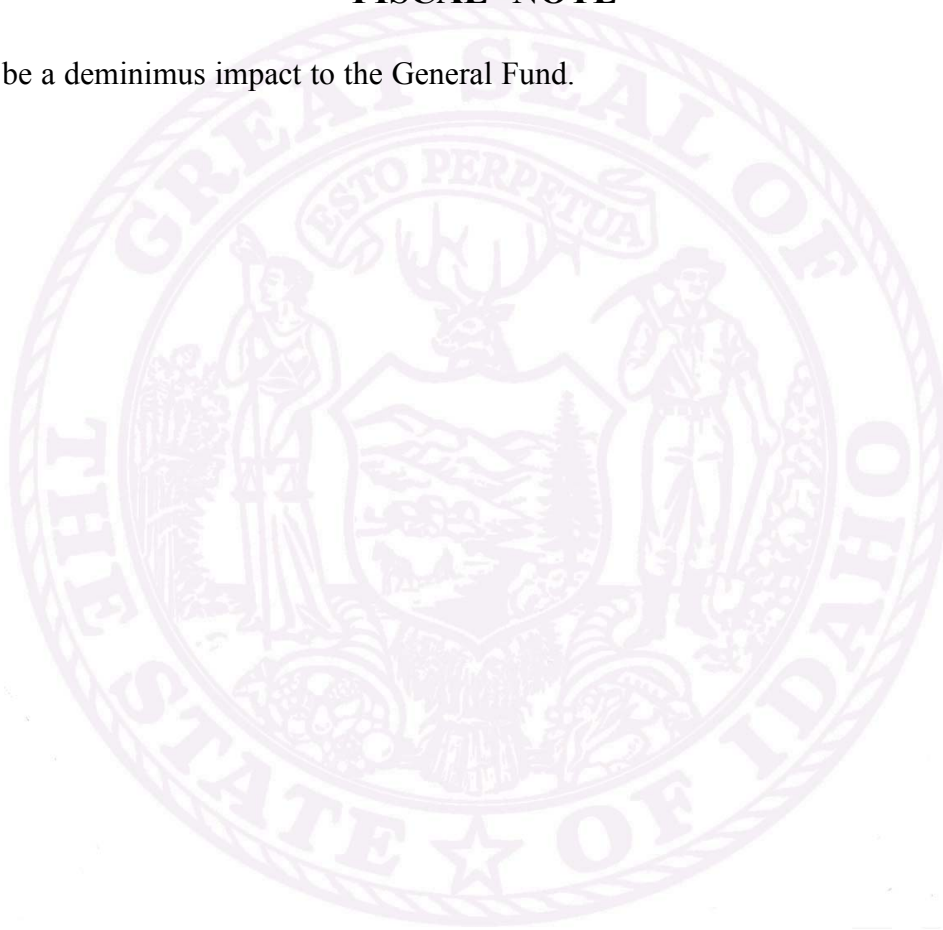 FISCAL NOTE
be a deminimus impact to the General Fund.
GREAT SEAL OF
THE STATE OF IDAHO
ESTO PERPETUA